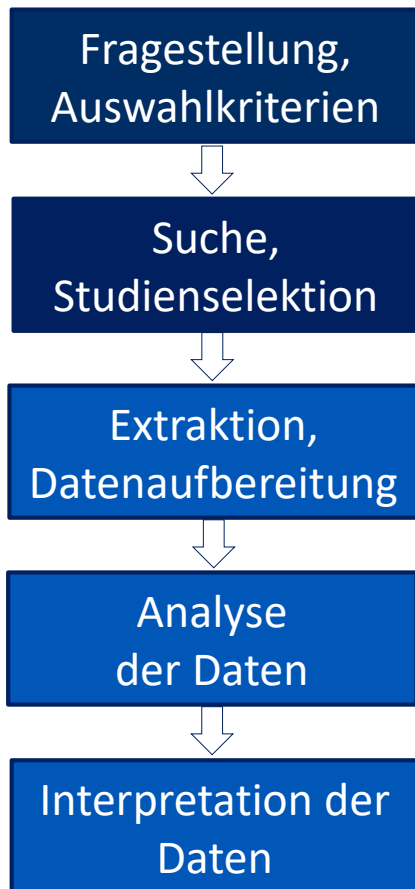 Fragestellung,
Auswahlkriterien
Suche,
Studienselektion
Extraktion,
Datenaufbereitung
Analyse
der Daten
Interpretation der
Daten